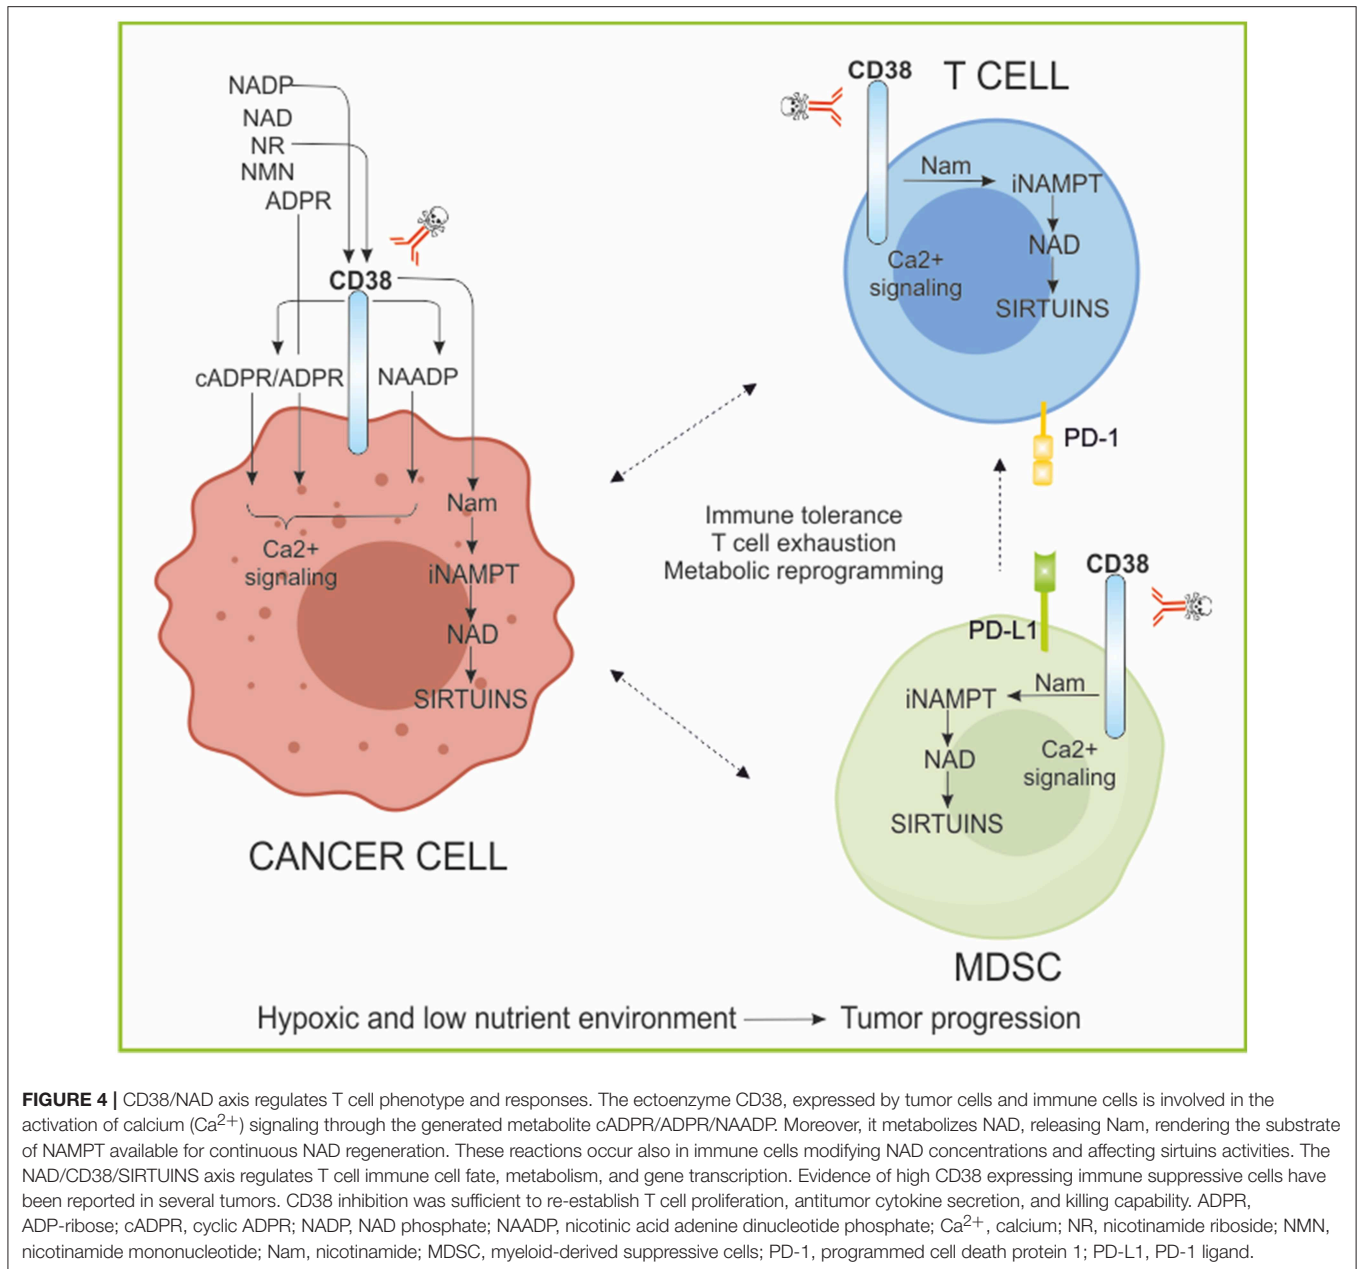 NADP
NAD
NR
NMN
ADPR
CD38
cADPR/ADPR
NAADP
Ca2+
signaling
Nam
iNAMPT
NAD
SIRTUINS
CANCER CELL
CD38
T CELL
Nam
iNAMPT
NAD
SIRTUINS
Ca2+
signaling
PD-1
Immune tolerance
T cell exhaustion
Metabolic reprogramming
CD38
PD-L1
Nam
iNAMPT
NAD
SIRTUINS
Ca2+
signaling
MDSC
Hypoxic and low nutrient environment
Tumor progression
FIGURE 4 | CD38/NAD axis regulates T cell phenotype and responses. The ectoenzyme CD38, expressed by tumor cells and immune cells is involved in the
activation of calcium (Ca2+) signaling through the generated metabolite cADPR/ADPR/NAADP. Moreover, it metabolizes NAD, releasing Nam, rendering the substrate
of NAMPT available for continuous NAD regeneration. These reactions occur also in immune cells modifying NAD concentrations and affecting sirtuins activities. The
NAD/CD38/SIRTUINS axis regulates T cell immune cell fate, metabolism, and gene transcription. Evidence of high CD38 expressing immune suppressive cells have
been reported in several tumors. CD38 inhibition was sufficient to re-establish T cell proliferation, antitumor cytokine secretion, and killing capability. ADPR,
ADP-ribose; cADPR, cyclic ADPR; NADP, NAD phosphate; NAADP, nicotinic acid adenine dinucleotide phosphate; Ca2+, calcium; NR, nicotinamide riboside; NMN,
nicotinamide mononucleotide; Nam, nicotinamide; MDSC, myeloid-derived suppressive cells; PD-1, programmed cell death protein 1; PD-L1, PD-1 ligand.